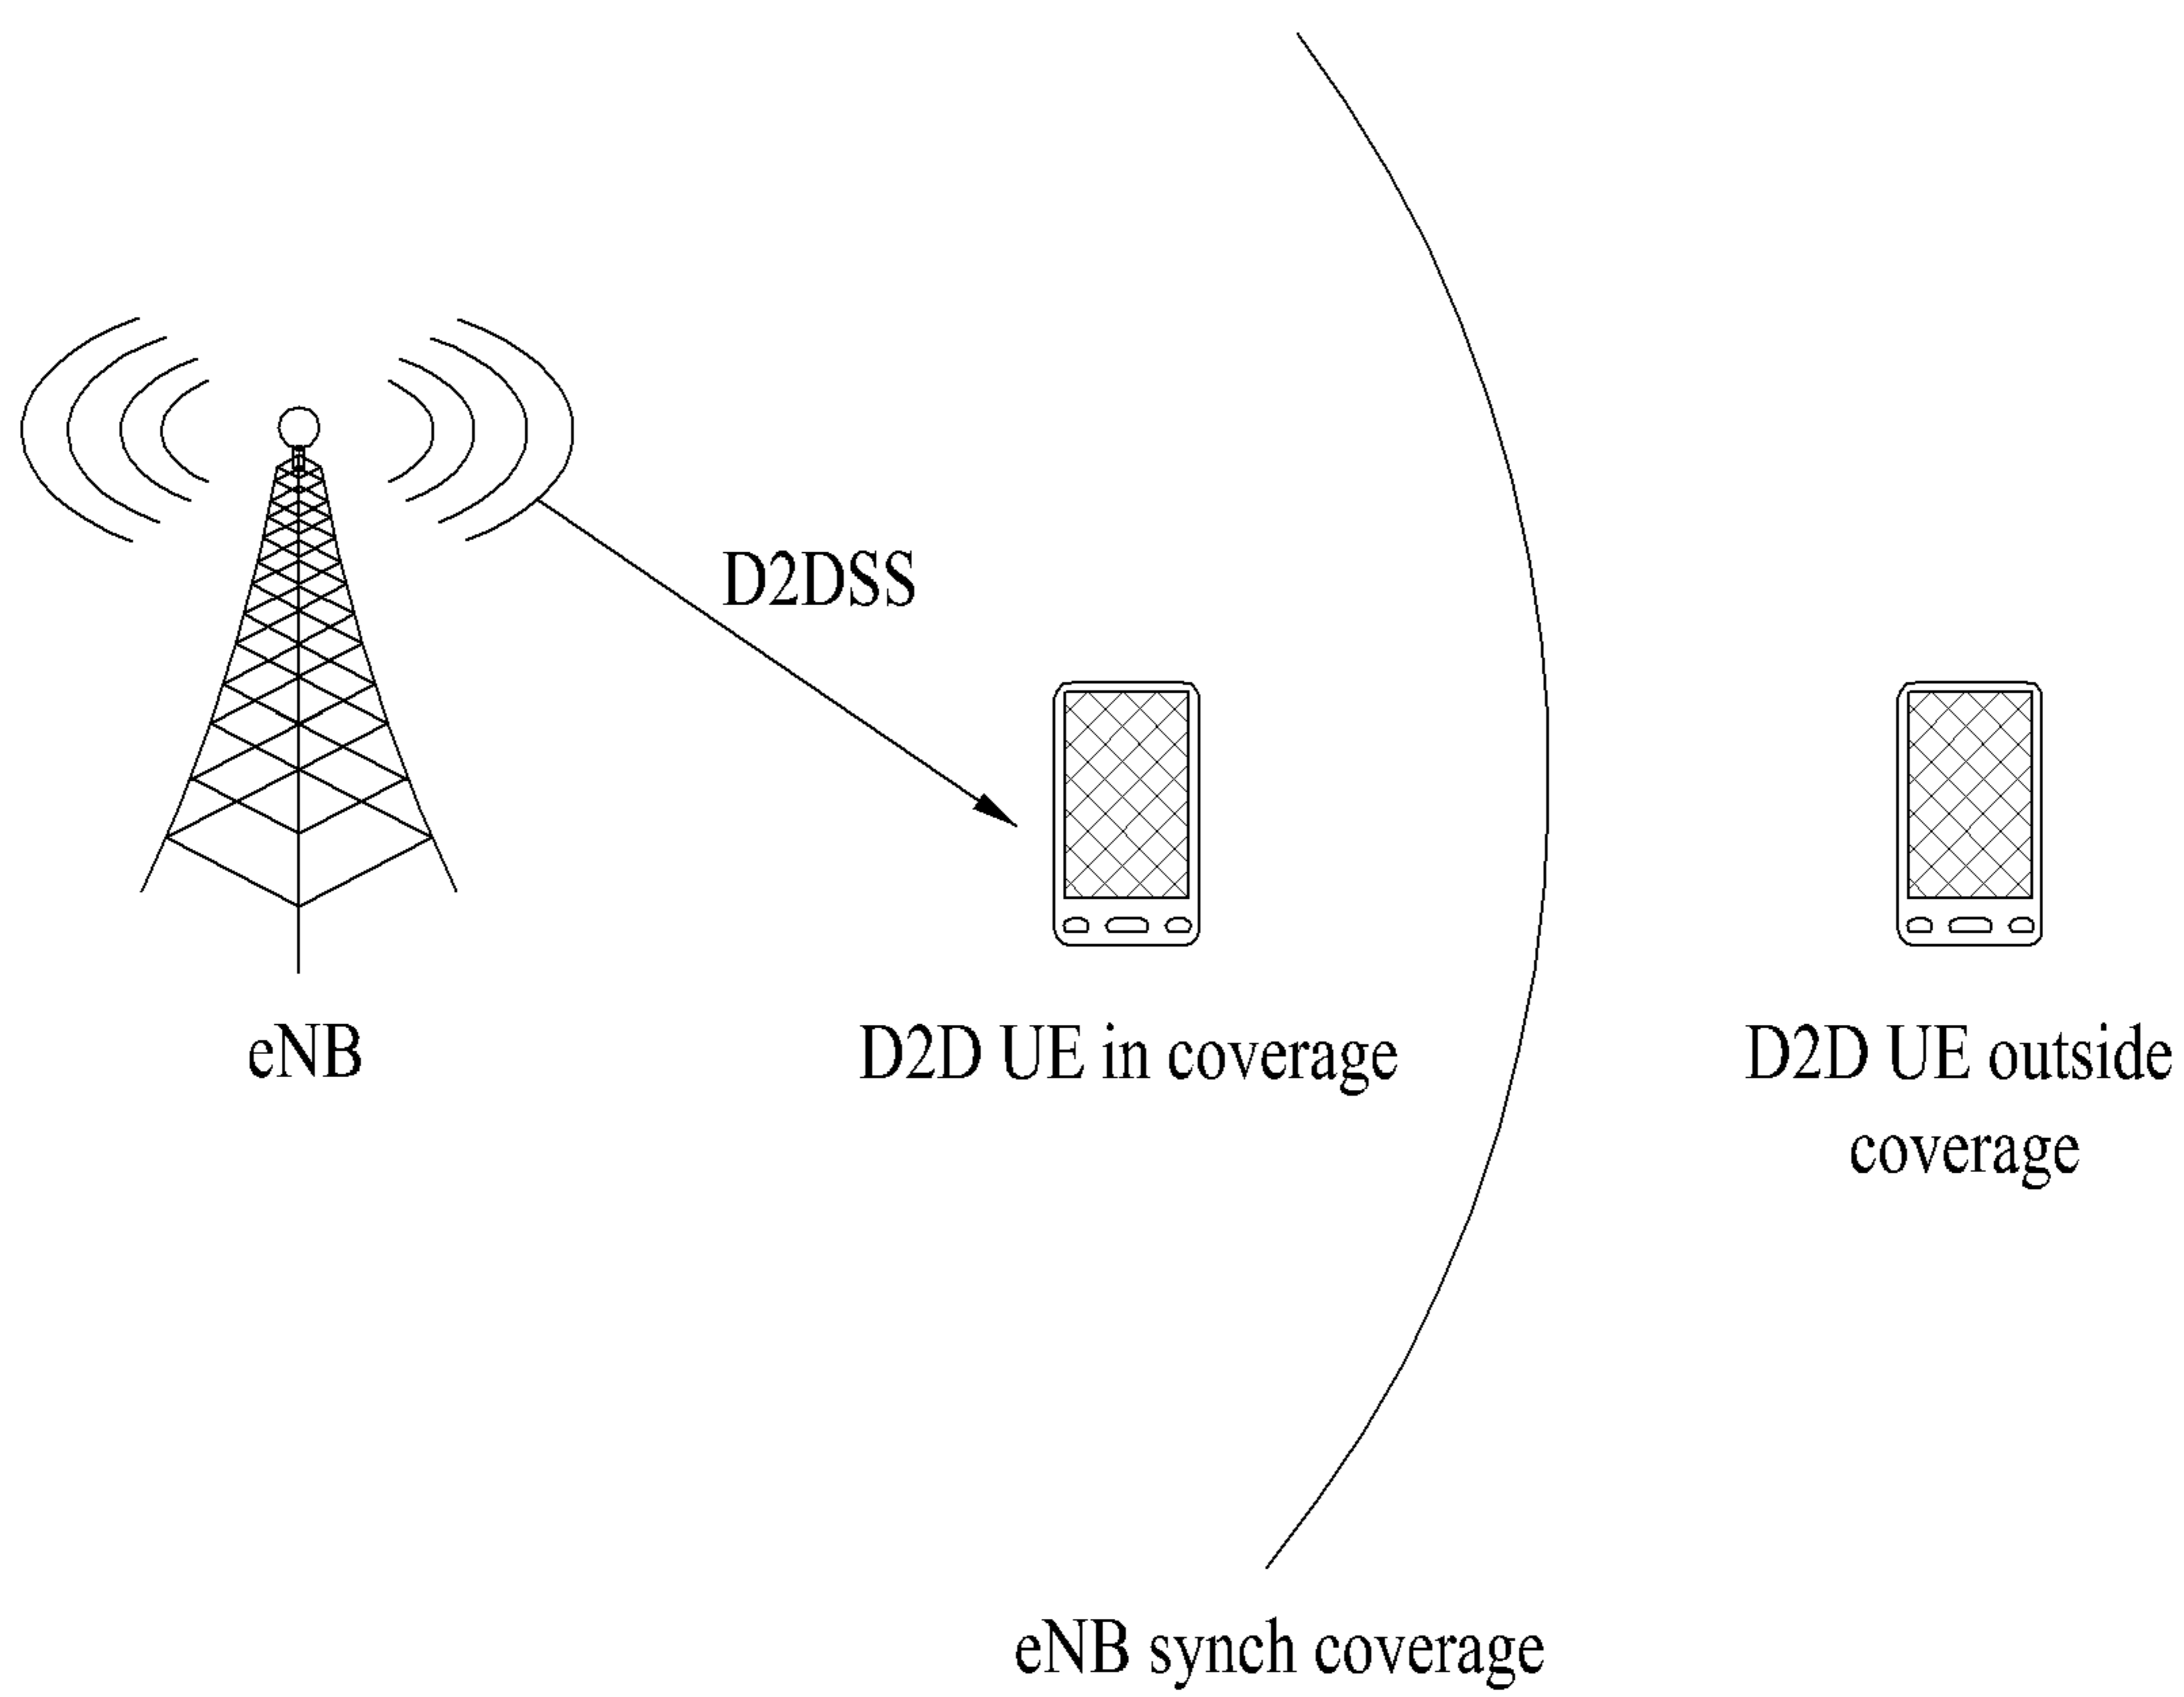 D2DSS
eNB
D2D UE in coverage
D2D UE outside
coverage
eNB synch coverage